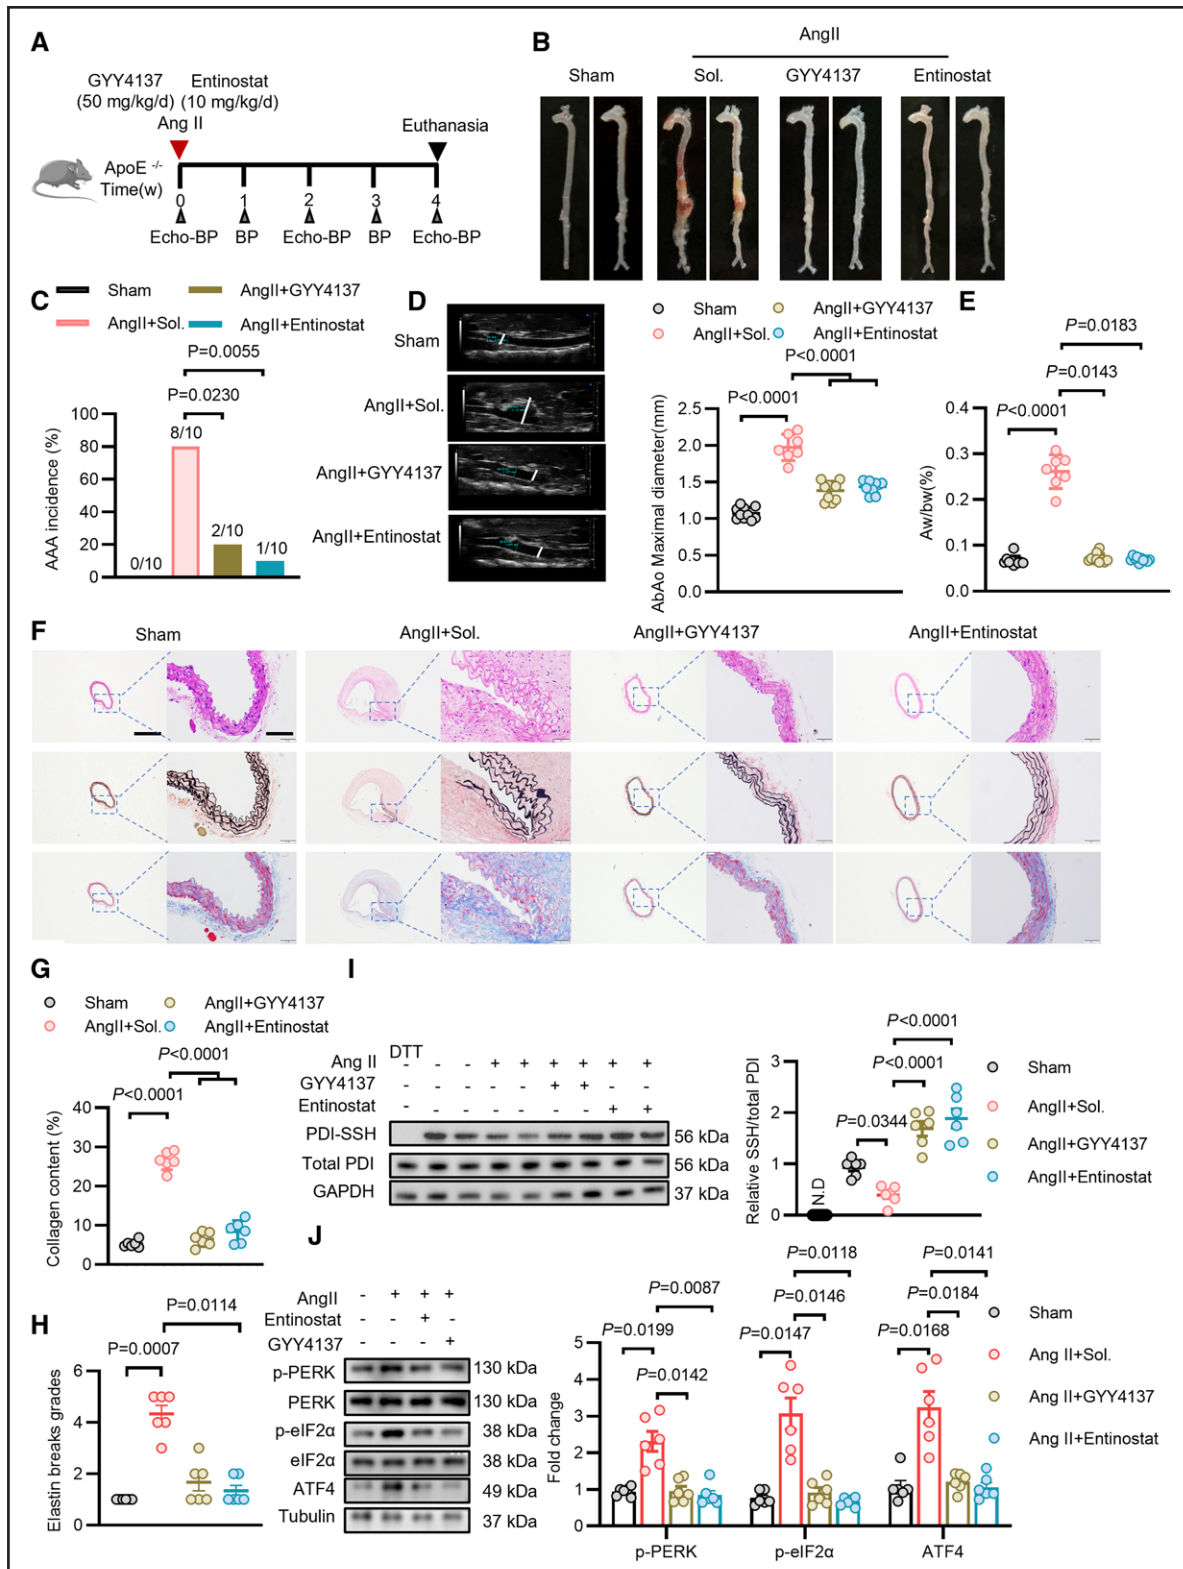 A
GYY4137 Entinostat
(50 mg/kg/d) (10 mg/kg/d)
Ang II
Euthanasia
ApoE -/-
Time(w)
0 1 2 3 4
Echo-BP BP Echo-BP BP Echo-BP
B
AngII
Sham Sol. GYY4137 Entinostat
C
Sham AngII+GYY4137
AngII+Sol. AngII+Entinostat
P=0.0055
P=0.0230
AAA incidence (%)
100
80
60
40
20
0
0/10 8/10 2/10 1/10
D
Sham
AngII+Sol.
AngII+GYY4137
AngII+Entinostat
Sham AngII+GYY4137
AngII+Sol. AngII+Entinostat
P<0.0001
P<0.0001
AbAo Maximal diameter(mm)
2.5
2.0
1.5
1.0
0.5
0.0
E
P=0.0183
P=0.0143
P<0.0001
Aw/bw(%)
0.4
0.3
0.2
0.1
0.0
F
Sham AngII+Sol. AngII+GYY4137 AngII+Entinostat
G
Sham AngII+GYY4137
AngII+Sol. AngII+Entinostat
P<0.0001
P<0.0001
Collagen content (%)
40
30
20
10
0
H
P=0.0114
P=0.0007
Elastin breaks grades
6
4
2
0
I
DTT
Ang II - - - + + + + + +
GYY4137 - - - - - + + - -
Entinostat - - - - - - - + +
PDI-SSH 56 kDa
Total PDI 56 kDa
GAPDH 37 kDa
P<0.0001
P<0.0001
P=0.0344
Relative SSH/total PDI
3
2
1
0
N.D
Sham
AngII+Sol.
AngII+GYY4137
AngII+Entinostat
J
AngII - + + +
Entinostat - - + -
GYY4137 - - - +
p-PERK 130 kDa
PERK 130 kDa
p-eIF2α 38 kDa
eIF2α 38 kDa
ATF4 49 kDa
Tubulin 37 kDa
P=0.0118 P=0.0141
P=0.0087 P=0.0146 P=0.0184
P=0.0199 P=0.0147 P=0.0168
P=0.0142
Fold change
5
4
3
2
1
0
p-PERK p-eIF2α ATF4
Sham
Ang II+Sol.
Ang II+GYY4137
Ang II+Entinostat